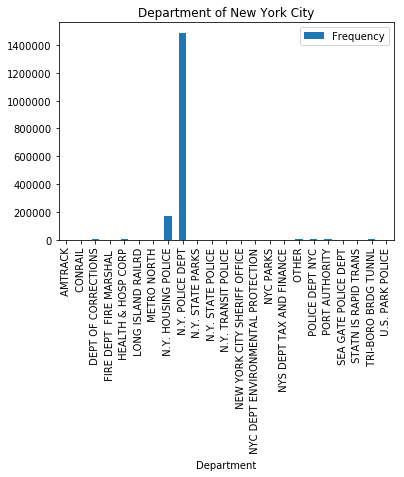 Department of New York City
Frequency
1400000
1200000
1000000
800000
600000
400000
200000
0
AMTRACK
CONRAIL
DEPT OF CORRECTIONS
FIRE DEPT  FIRE MARSHAL
HEALTH & HOSP CORP
LONG ISLAND RAILRD
METRO NORTH
N.Y. HOUSING POLICE
N.Y. POLICE DEPT
N.Y. STATE PARKS
N.Y. STATE POLICE
N.Y. TRANSIT POLICE
NEW YORK CITY SHERIFF OFFICE
NYC DEPT ENVIRONMENTAL PROTECTION
NYC PARKS
NYS DEPT TAX AND FINANCE
OTHER
POLICE DEPT NYC
PORT AUTHORITY
SEA GATE POLICE DEPT
STATN IS RAPID TRANS
TRI-BORO BRDG TUNNL
U.S. PARK POLICE
Department